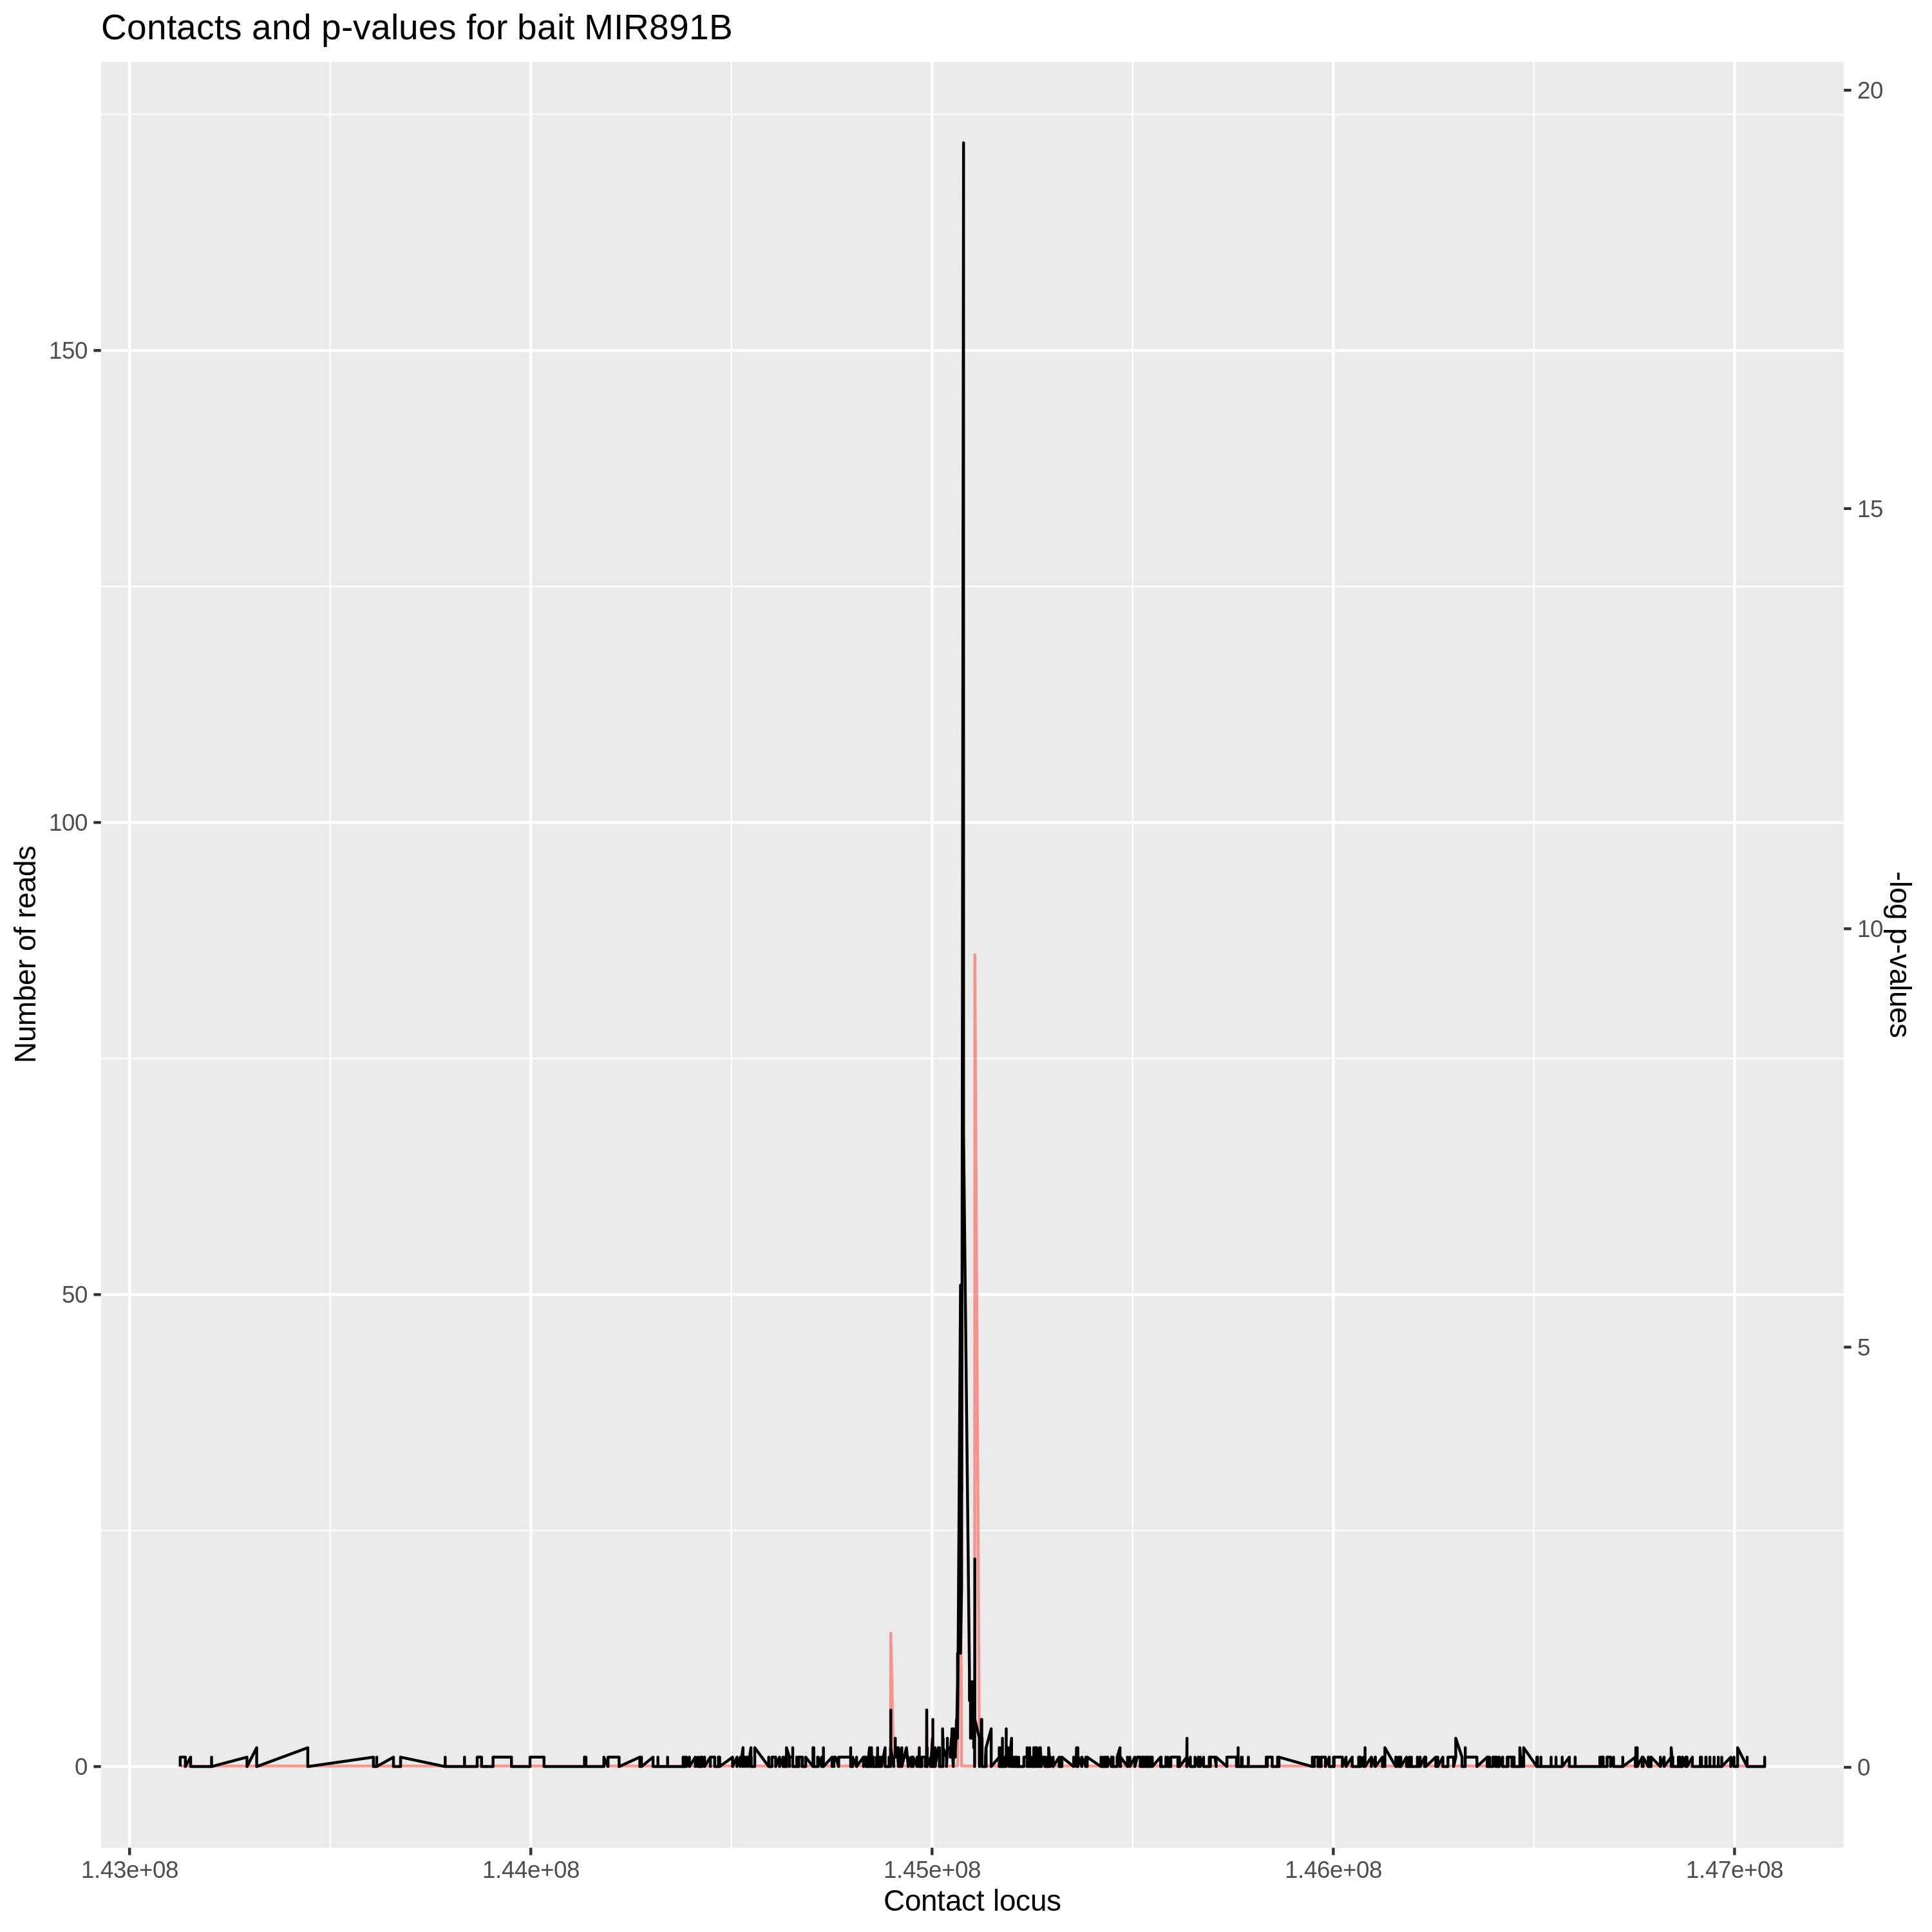 Contacts and p-values for bait MIR891B
20
15
10
5
0
150
100
50
0
Number of reads
-log p-values
1.43e+08
1.44e+08
1.45e+08
1.46e+08
1.47e+08
Contact locus